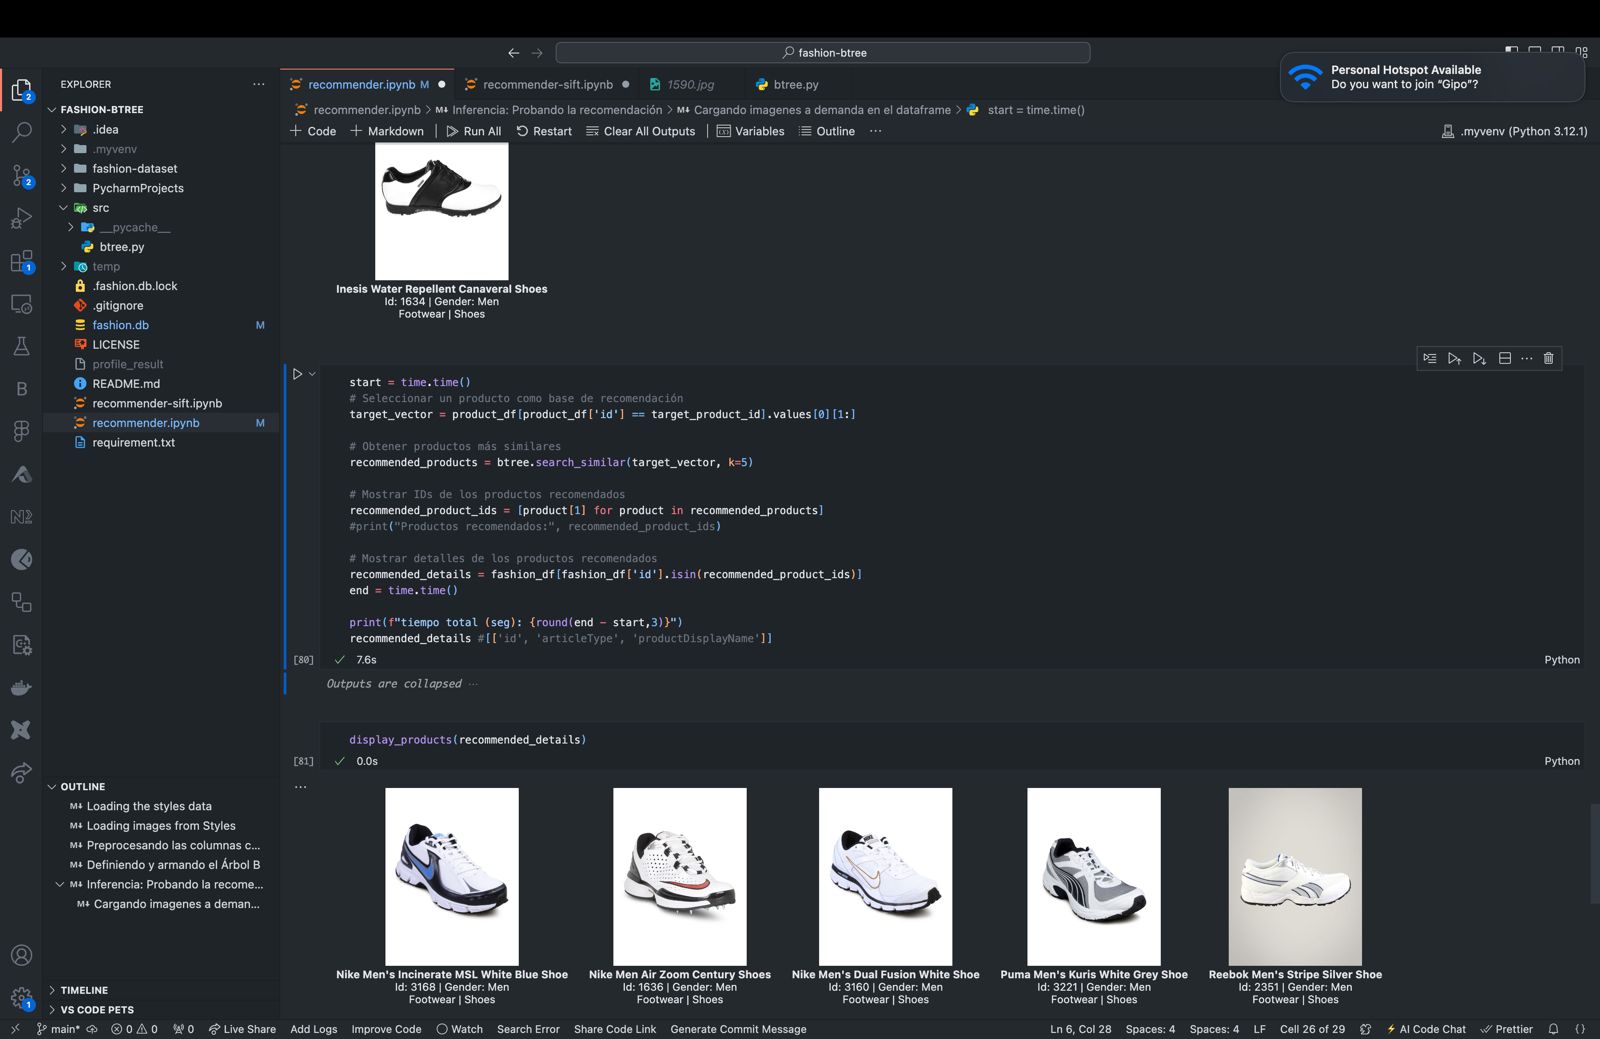 fashion-btree
Personal Hotspot Available
Do you want to join “Gipo”?
EXPLORER
FASHION-BTREE
.idea
.myvenv
fashion-dataset
PycharmProjects
src
__pycache__
btree.py
temp
.fashion.db.lock
.gitignore
fashion.db M
LICENSE
profile_result
README.md
recommender-sift.ipynb
recommender.ipynb M
requirement.txt
OUTLINE
Loading the styles data
Loading images from Styles
Preprocesando las columnas c...
Definiendo y armando el Árbol B
Inferencia: Probando la recome...
Cargando imagenes a deman...
TIMELINE
VS CODE PETS
recommender.ipynb M recommender-sift.ipynb 1590.jpg btree.py
recommender.ipynb > Inferencia: Probando la recomendación > Cargando imagenes a demanda en el dataframe > start = time.time()
+ Code + Markdown Run All Restart Clear All Outputs Variables Outline ... .myvenv (Python 3.12.1)
Inesis Water Repellent Canaveral Shoes
Id: 1634 | Gender: Men
Footwear | Shoes
start = time.time()
# Seleccionar un producto como base de recomendación
target_vector = product_df[product_df['id'] == target_product_id].values[0][1:]
# Obtener productos más similares
recommended_products = btree.search_similar(target_vector, k=5)
# Mostrar IDs de los productos recomendados
recommended_product_ids = [product[1] for product in recommended_products]
#print("Productos recomendados:", recommended_product_ids)
# Mostrar detalles de los productos recomendados
recommended_details = fashion_df[fashion_df['id'].isin(recommended_product_ids)]
end = time.time()
print(f"tiempo total (seg): {round(end - start,3)}")
recommended_details #[['id', 'articleType', 'productDisplayName']]
[80] 7.6s Python
Outputs are collapsed ...
display_products(recommended_details)
[81] 0.0s Python
...
Nike Men's Incinerate MSL White Blue Shoe
Id: 3168 | Gender: Men
Footwear | Shoes
Nike Men Air Zoom Century Shoes
Id: 1636 | Gender: Men
Footwear | Shoes
Nike Men's Dual Fusion White Shoe
Id: 3160 | Gender: Men
Footwear | Shoes
Puma Men's Kuris White Grey Shoe
Id: 3221 | Gender: Men
Footwear | Shoes
Reebok Men's Stripe Silver Shoe
Id: 2351 | Gender: Men
Footwear | Shoes
main* 0 0 0 Live Share Add Logs Improve Code Watch Search Error Share Code Link Generate Commit Message Ln 6, Col 28 Spaces: 4 Spaces: 4 LF Cell 26 of 29 AI Code Chat Prettier